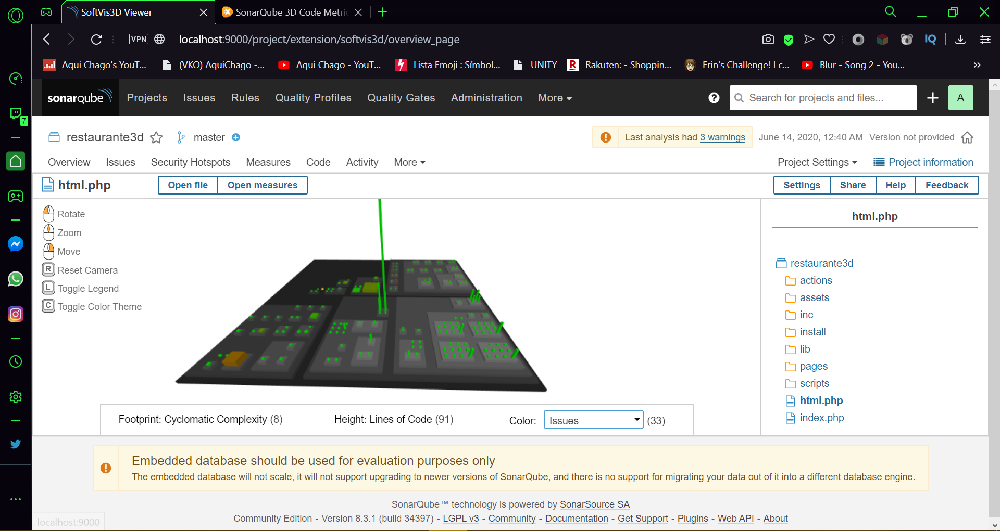 SoftVis3D Viewer
SonarQube 3D Code Metri
VPN
localhost:9000/project/extension/softvis3d/overview_page
IQ
Aqui Chago's YouT...
(VKO) AquiChago -...
Aqui Chago - YouT...
Lista Emoji : Símbol...
UNITY
R
Rakuten: - Shoppin...
Erin's Challenge! I c...
Blur - Song 2 - You...
»
7
sonarqube
Projects
Issues
Rules
Quality Profiles
Quality Gates
Administration
More
?
Search for projects and files...
A
restaurante3d
master
Last analysis had 3 warnings
June 14, 2020, 12:40 AM
Version not provided
Overview
Issues
Security Hotspots
Measures
Code
Activity
More
Project Settings
Project information
html.php
Open file
Open measures
Settings
Share
Help
Feedback
Rotate
Zoom
Move
R Reset Camera
L Toggle Legend
C Toggle Color Theme
html.php
restaurante3d
actions
assets
inc
install
lib
pages
scripts
html.php
index.php
Footprint: Cyclomatic Complexity (8)
Height: Lines of Code (91)
Color: Issues (33)
Embedded database should be used for evaluation purposes only
The embedded database will not scale, it will not support upgrading to newer versions of SonarQube, and there is no support for migrating your data out of it into a different database engine.
SonarQube™ technology is powered by SonarSource SA
Community Edition - Version 8.3.1 (build 34397) - LGPL v3 - Community - Documentation - Get Support - Plugins - Web API - About
localhost:9000